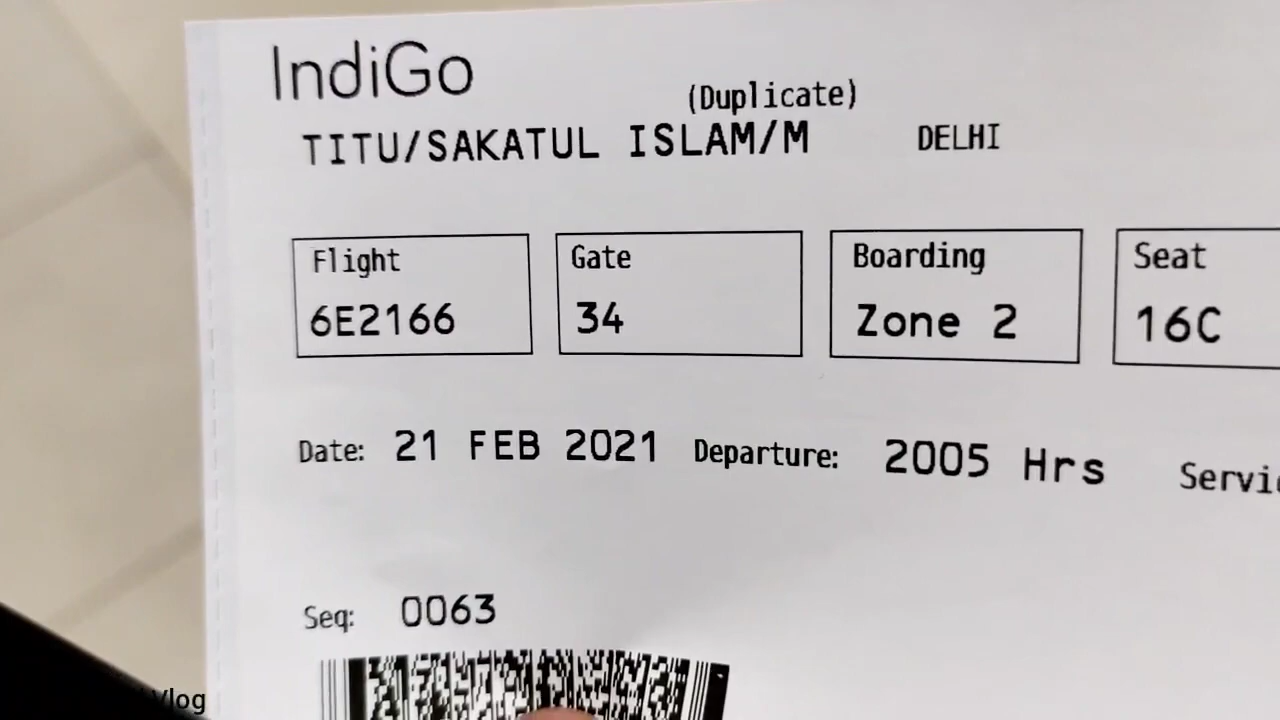 IndiGo
(Duplicate)
TITU/SAKATUL ISLAM/M DELHI
Flight Gate Boarding Seat
6E2166 34 Zone 2 16C
Date: 21 FEB 2021 Departure: 2005 Hrs
Seq: 0063
Vlog